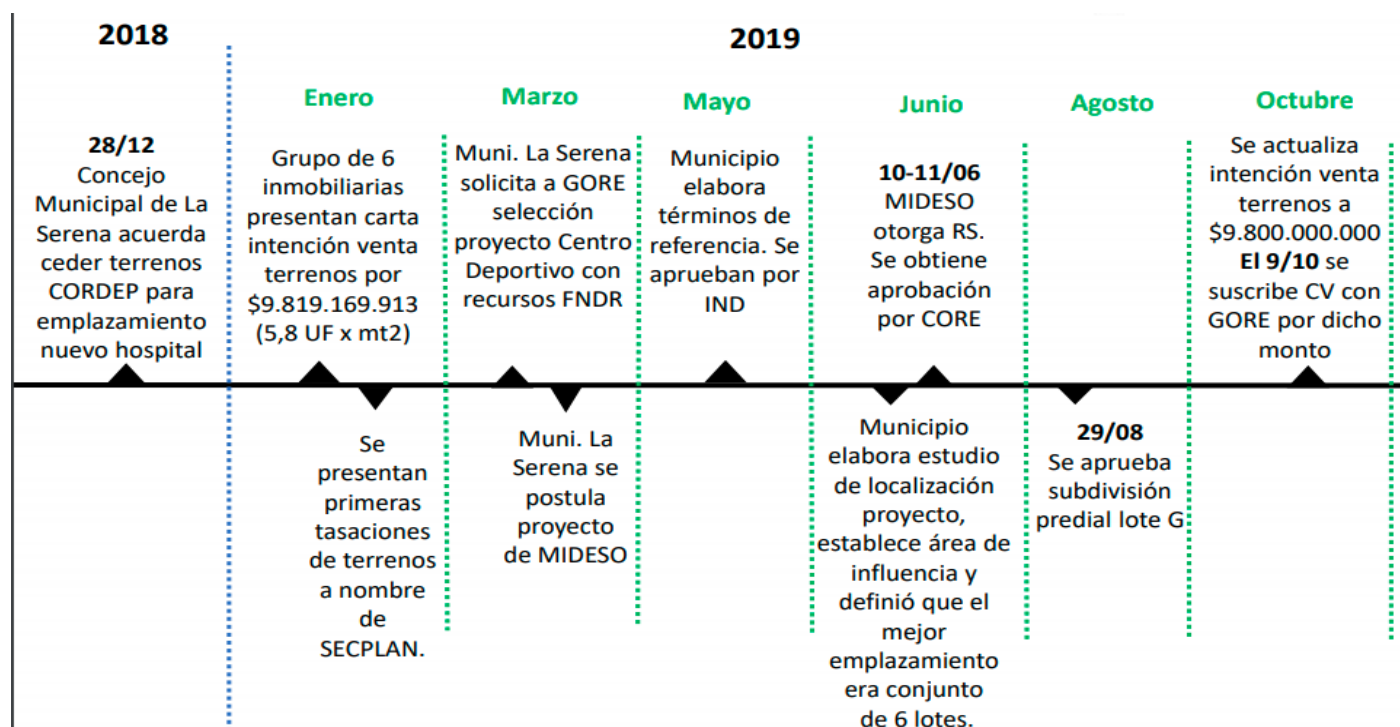 2018
2019
Enero
Marzo
Mayo
Junio
Agosto
Octubre
28/12
Concejo
Municipal de La
Serena acuerda
ceder terrenos
CORDEP para
emplazamiento
nuevo hospital
Grupo de 6
inmobiliarias
presentan carta
intención venta
terrenos por
$9.819.169.913
(5,8 UF x mt2)
Muni. La Serena
solicita a GORE
selección
proyecto Centro
Deportivo con
recursos FNDR
Municipio
elabora
términos de
referencia. Se
aprueban por
IND
10-11/06
MIDESO
otorga RS.
Se obtiene
aprobación
por CORE
Se actualiza
intención venta
terrenos a
$9.800.000.000
El 9/10 se
suscribe CV con
GORE por dicho
monto
Se
presentan
primeras
tasaciones
de terrenos
a nombre
de
SECPLAN.
Muni. La
Serena se
postula
proyecto
de MIDESO
Municipio
elabora estudio
de localización
proyecto,
establece área de
influencia y
definió que el
mejor
emplazamiento
era conjunto
de 6 lotes.
29/08
Se aprueba
subdivisión
predial lote G